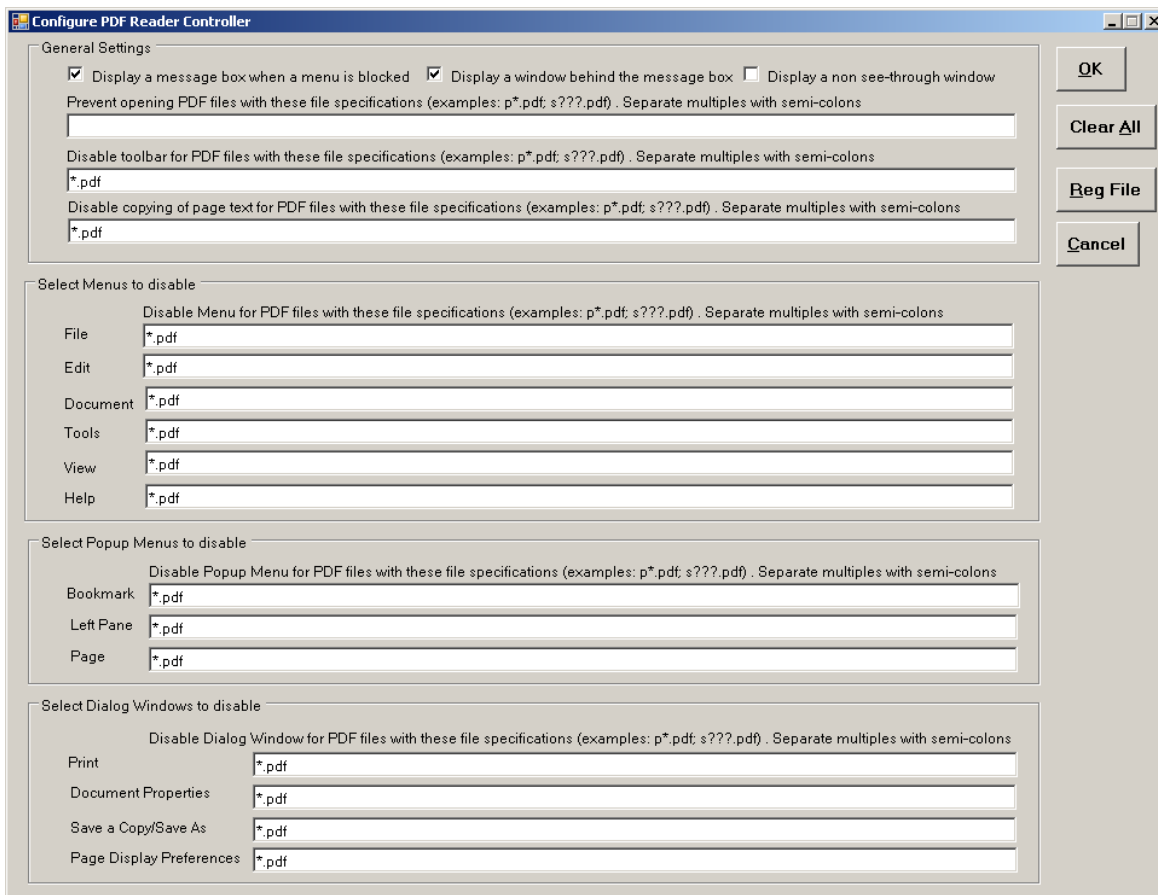 Configure PDF Reader Controller
General Settings
Display a message box when a menu is blocked Display a window behind the message box Display a non see-through window
Prevent opening PDF files with these file specifications (examples: p*.pdf; s???.pdf) . Separate multiples with semi-colons
Disable toolbar for PDF files with these file specifications (examples: p*.pdf; s???.pdf) . Separate multiples with semi-colons
*.pdf
Disable copying of page text for PDF files with these file specifications (examples: p*.pdf; s???.pdf) . Separate multiples with semi-colons
*.pdf
OK
Clear All
Reg File
Cancel
Select Menus to disable
Disable Menu for PDF files with these file specifications (examples: p*.pdf; s???.pdf) . Separate multiples with semi-colons
File *.pdf
Edit *.pdf
Document *.pdf
Tools *.pdf
View *.pdf
Help *.pdf
Select Popup Menus to disable
Disable Popup Menu for PDF files with these file specifications (examples: p*.pdf; s???.pdf) . Separate multiples with semi-colons
Bookmark *.pdf
Left Pane *.pdf
Page *.pdf
Select Dialog Windows to disable
Disable Dialog Window for PDF files with these file specifications (examples: p*.pdf; s???.pdf) . Separate multiples with semi-colons
Print *.pdf
Document Properties *.pdf
Save a Copy/Save As *.pdf
Page Display Preferences *.pdf